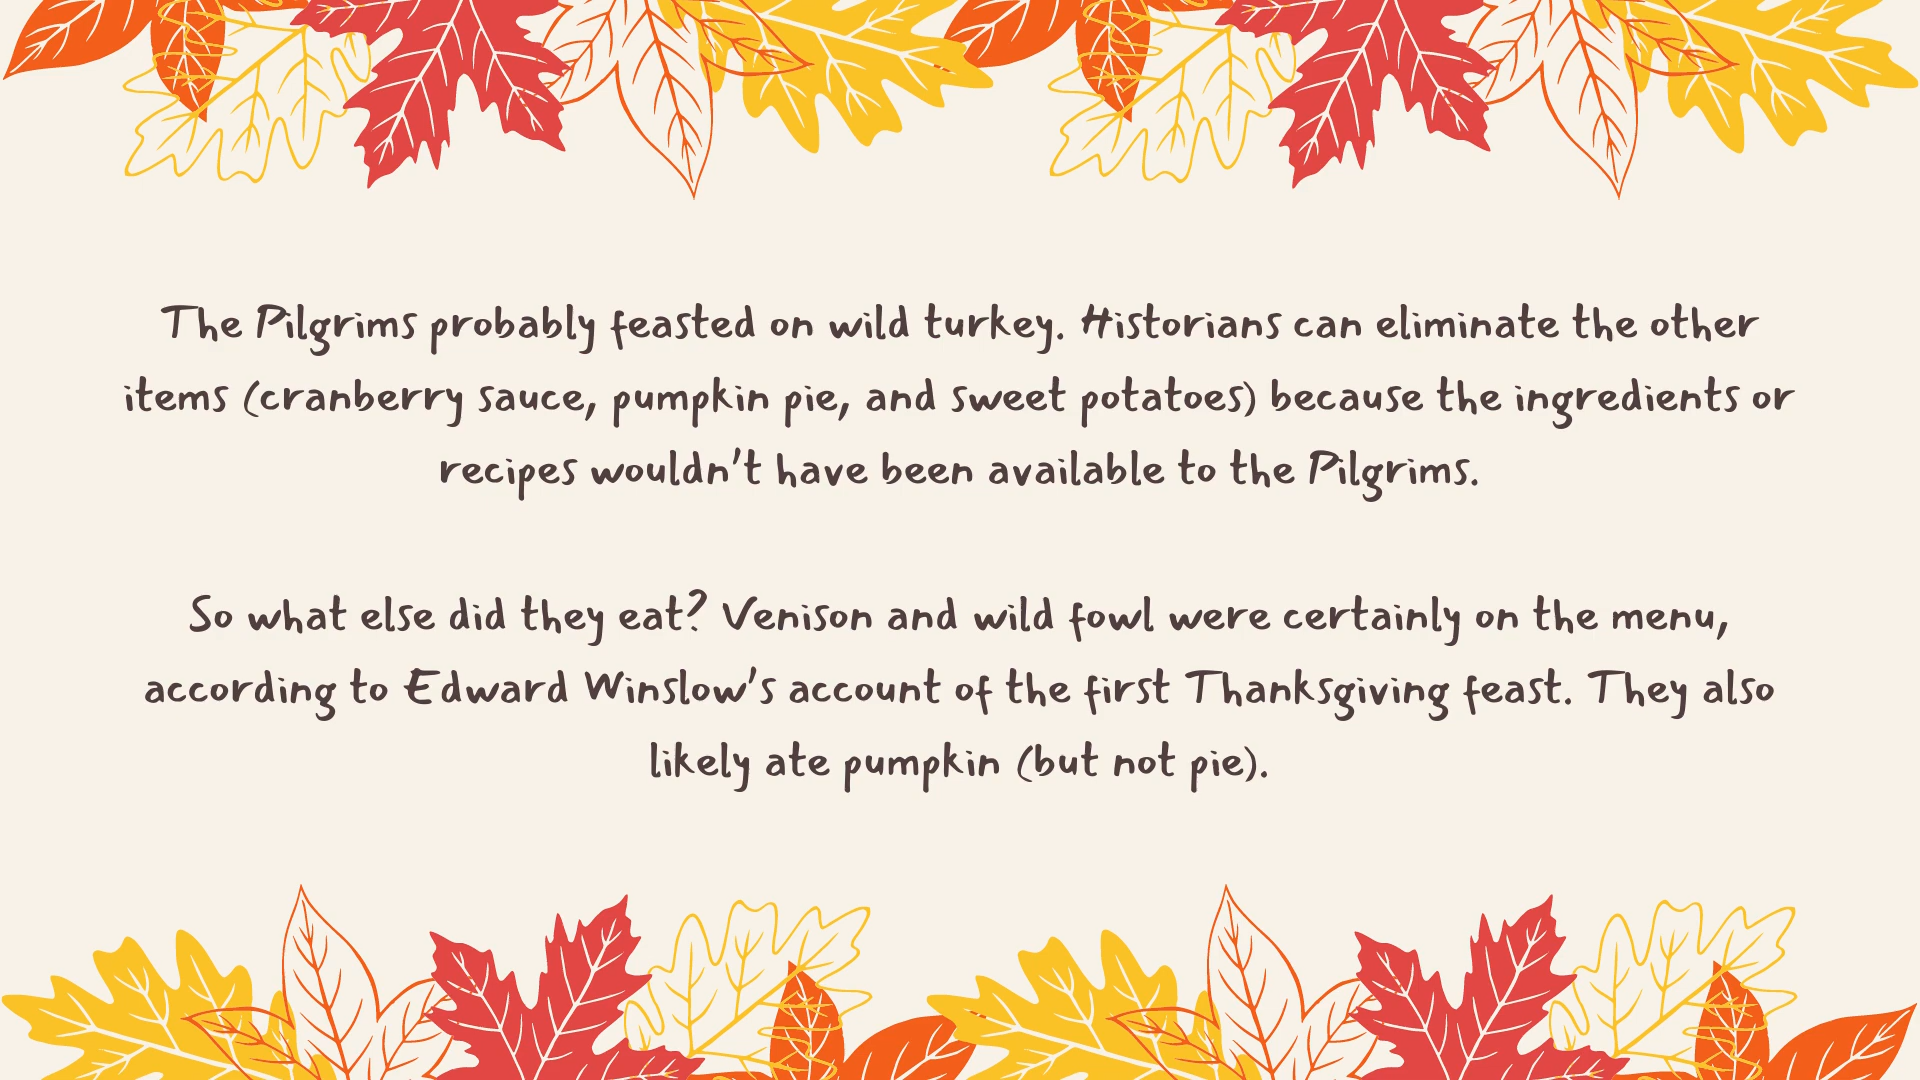 The Pilgrims probably feasted on wild turkey. Historians can eliminate the other
items (cranberry sauce, pumpkin pie, and sweet potatoes) because the ingredients or
recipes wouldn't have been available to the Pilgrims.
So what else did they eat? Venison and wild fowl were certainly on the menu,
according to Edward Winslow's account of the first Thanksgiving feast. They also
likely ate pumpkin (but not pie).